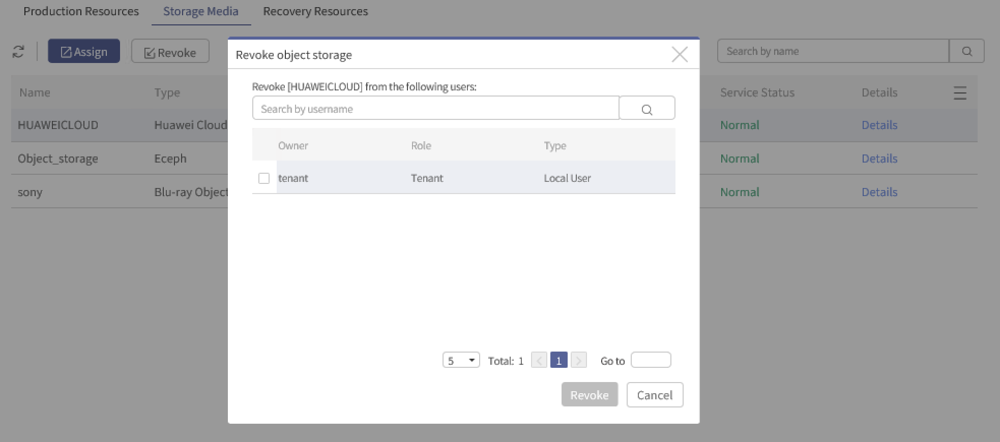 Production Resources Storage Media Recovery Resources
Assign Revoke Search by name
Revoke object storage
Revoke [HUAWEICLOUD] from the following users:
Search by username
Owner Role Type
tenant Tenant Local User
5 Total: 1 1 Go to
Revoke Cancel
Name Type Service Status Details
HUAWEICLOUD Huawei Cloud Normal Details
Object_storage Eceph Normal Details
sony Blu-ray Object Normal Details